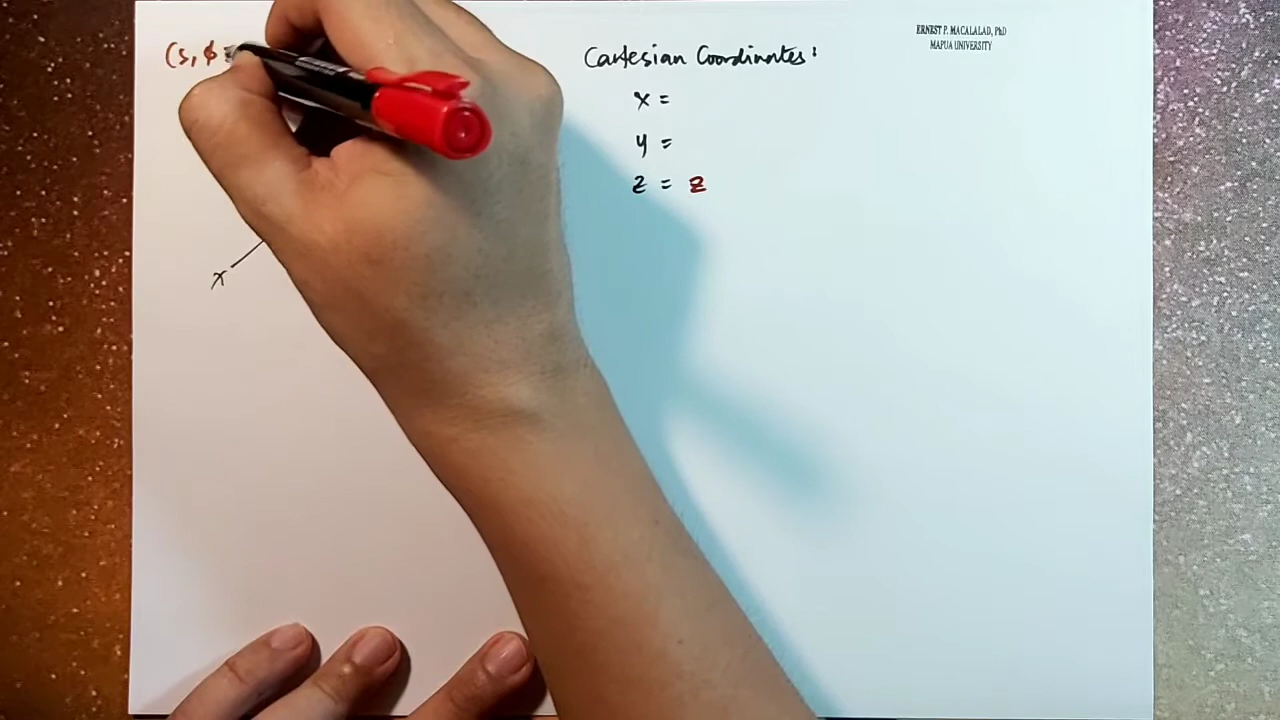 (s, ϕ
Cartesian Coordinates:
x =
y =
z = z
x
ERNEST P. MACALALAD, PhD
MAPUA UNIVERSITY